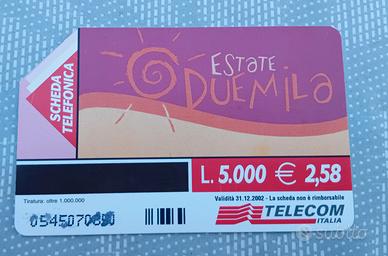 SCHEDA
TELEFONICA
ESTATE
DUEMILA
L. 5.000 € 2,58
Tiratura: oltre 1.000.000
Validità 31.12.2002 - La scheda non è rimborsabile
TELECOM
ITALIA
subito